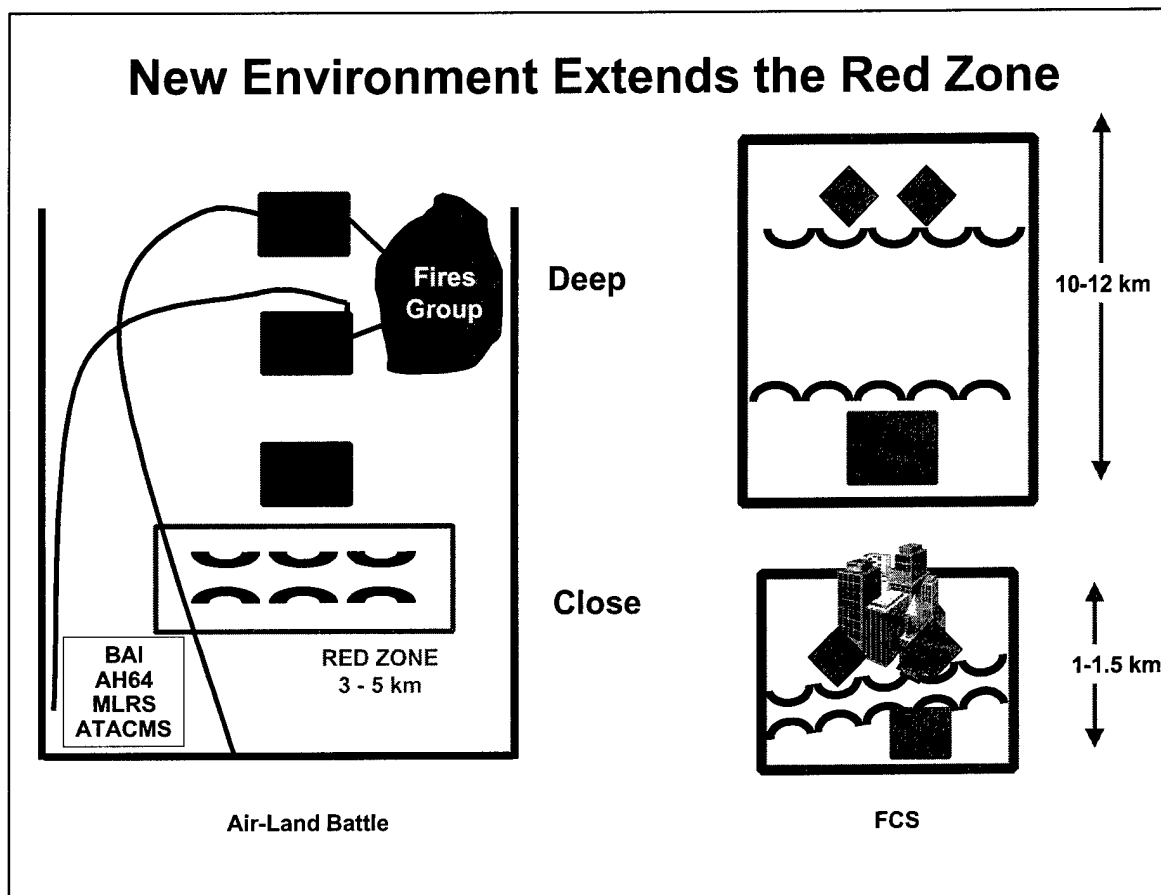 New Environment Extends the Red Zone
Fires
Group
Deep
Close
BAI
AH64
MLRS
ATACMS
RED ZONE
3 - 5 km
Air-Land Battle
10-12 km
1-1.5 km
FCS